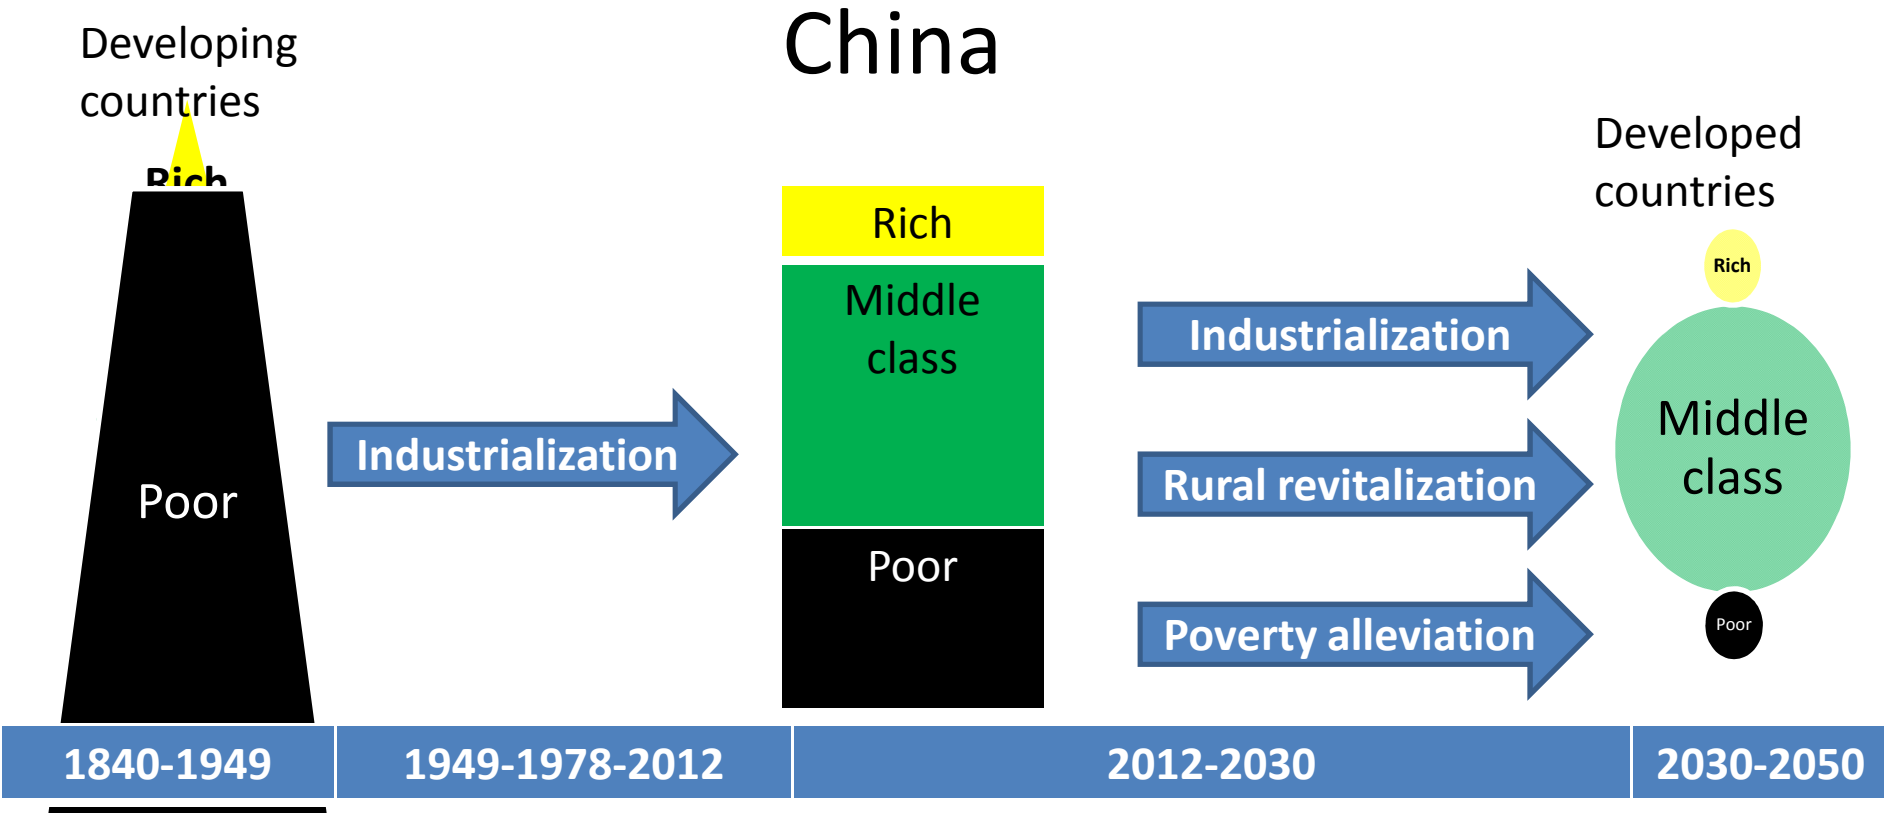 China
Developing
countries
Rich
Poor
Industrialization
Rich
Middle
class
Poor
Industrialization
Rural revitalization
Poverty alleviation
Developed
countries
Rich
Middle
class
Poor
1840-1949
1949-1978-2012
2012-2030
2030-2050